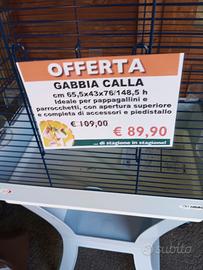 OFFERTA
GABBIA CALLA
cm 65,5x43x76/148,5 h
Ideale per pappagallini e
parrocchetti, con apertura superiore
e completa di accessori e piedistallo
€ 109,00
€ 89,90
... di stagione in stagione!
subito